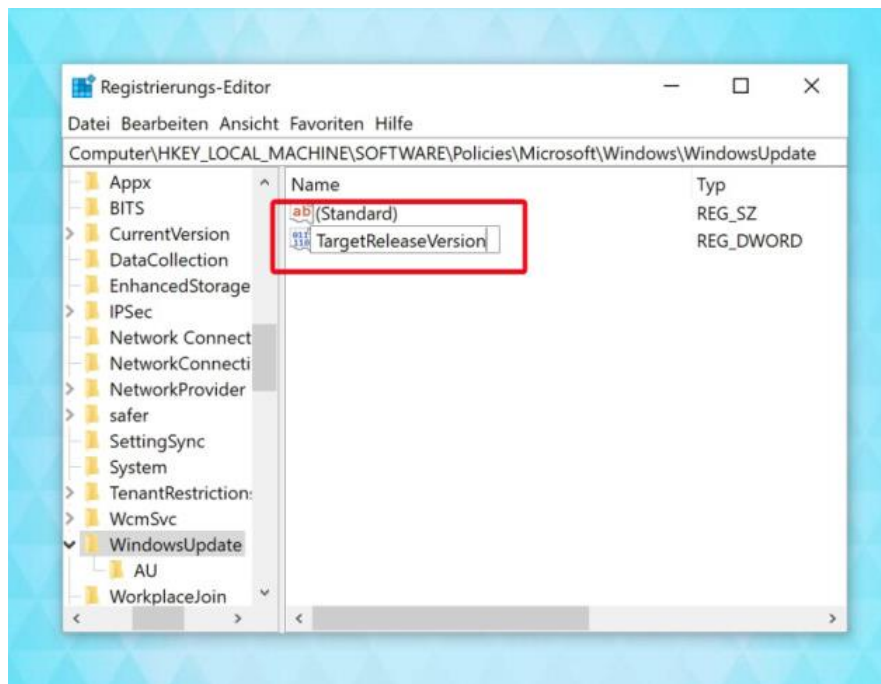 Registrierungs-Editor
Datei Bearbeiten Ansicht Favoriten Hilfe
Computer\HKEY_LOCAL_MACHINE\SOFTWARE\Policies\Microsoft\Windows\WindowsUpdate
Appx
BITS
CurrentVersion
DataCollection
EnhancedStorage
IPSec
Network Connect
NetworkConnecti
NetworkProvider
safer
SettingSync
System
TenantRestriction
WcmSvc
WindowsUpdate
AU
WorkplaceJoin
Name Typ
(Standard) REG_SZ
TargetReleaseVersion REG_DWORD